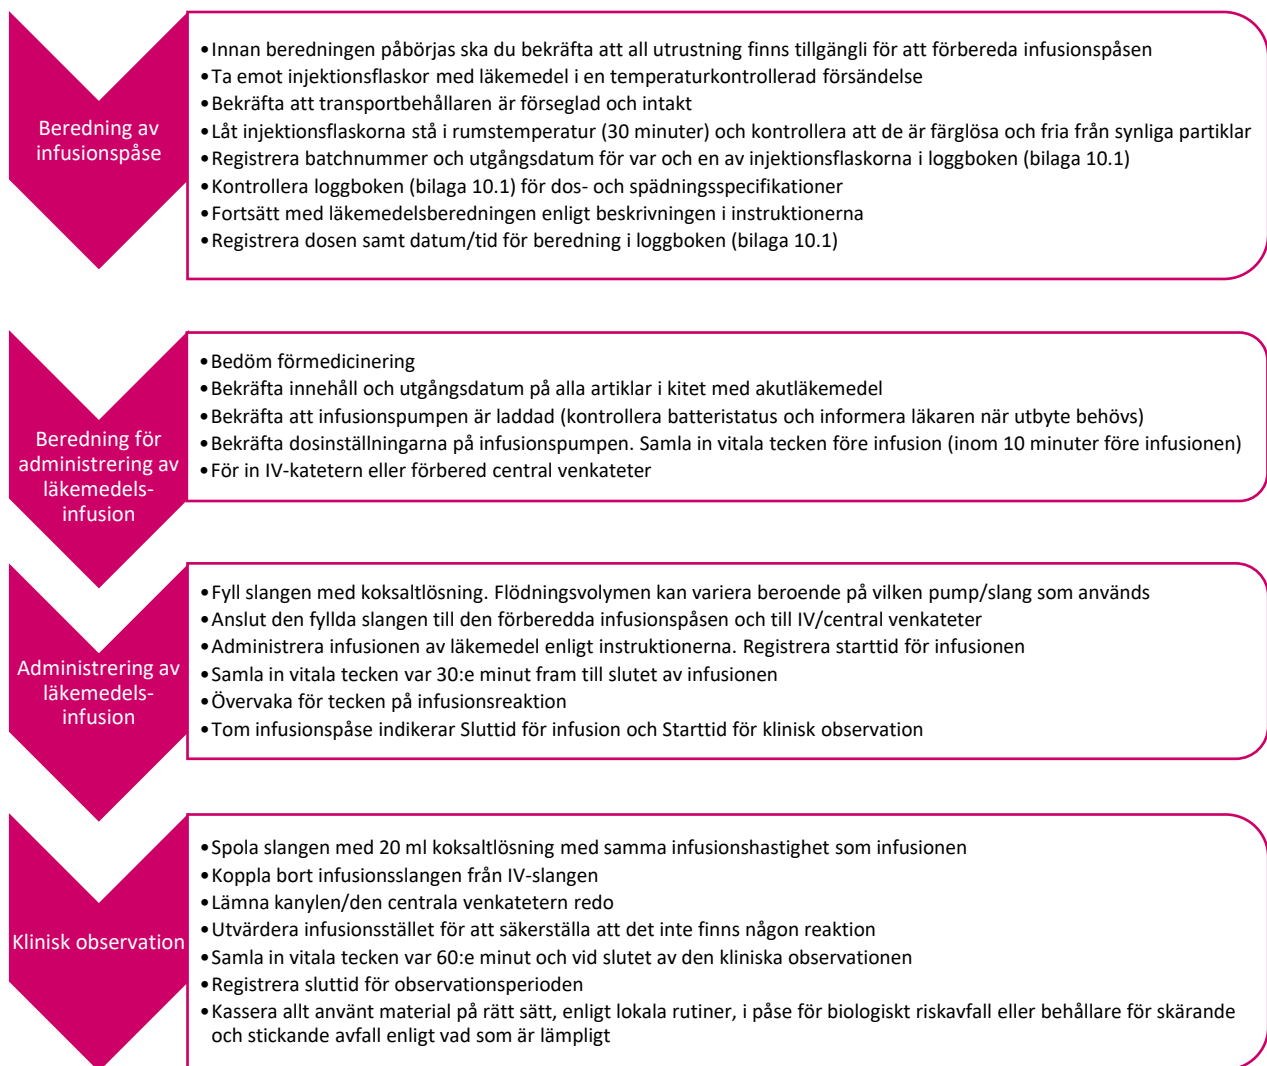 Beredning av
infusionspåse
•Innan beredningen påbörjas ska du bekräfta att all utrustning finns tillgängli för att förbereda infusionspåsen
•Ta emot injektionsflaskor med läkemedel i en temperaturkontrollerad försändelse
•Bekräfta att transportbehållaren är förseglad och intakt
•Låt injektionsflaskorna stå i rumstemperatur (30 minuter) och kontrollera att de är färglösa och fria från synliga partiklar
•Registrera batchnummer och utgångsdatum för var och en av injektionsflaskorna i loggboken (bilaga 10.1)
•Kontrollera loggboken (bilaga 10.1) för dos- och spädningsspecifikationer
•Fortsätt med läkemedelsberedningen enligt beskrivningen i instruktionerna
•Registrera dosen samt datum/tid för beredning i loggboken (bilaga 10.1)
Beredning för
administrering av
läkemedels-
infusion
•Bedöm förmedicinering
•Bekräfta innehåll och utgångsdatum på alla artiklar i kitet med akutläkemedel
•Bekräfta att infusionspumpen är laddad (kontrollera batteristatus och informera läkaren när utbyte behövs)
•Bekräfta dosinställningarna på infusionspumpen. Samla in vitala tecken före infusion (inom 10 minuter före infusionen)
•För in IV-katetern eller förbered central venkateter
Administrering av
läkemedels-
infusion
•Fyll slangen med koksaltlösning. Flödningsvolymen kan variera beroende på vilken pump/slang som används
•Anslut den fyllda slangen till den förberedda infusionspåsen och till IV/central venkateter
•Administrera infusionen av läkemedel enligt instruktionerna. Registrera starttid för infusionen
•Samla in vitala tecken var 30:e minut fram till slutet av infusionen
•Övervaka för tecken på infusionsreaktion
•Tom infusionspåse indikerar Sluttid för infusion och Starttid för klinisk observation
Klinisk observation
•Spola slangen med 20 ml koksaltlösning med samma infusionshastighet som infusionen
•Koppla bort infusionsslangen från IV-slangen
•Lämna kanylen/den centrala venkatetern redo
•Utvärdera infusionsstället för att säkerställa att det inte finns någon reaktion
•Samla in vitala tecken var 60:e minut och vid slutet av den kliniska observationen
•Registrera sluttid för observationsperioden
•Kassera allt använt material på rätt sätt, enligt lokala rutiner, i påse för biologiskt riskavfall eller behållare för skärande
och stickande avfall enligt vad som är lämpligt